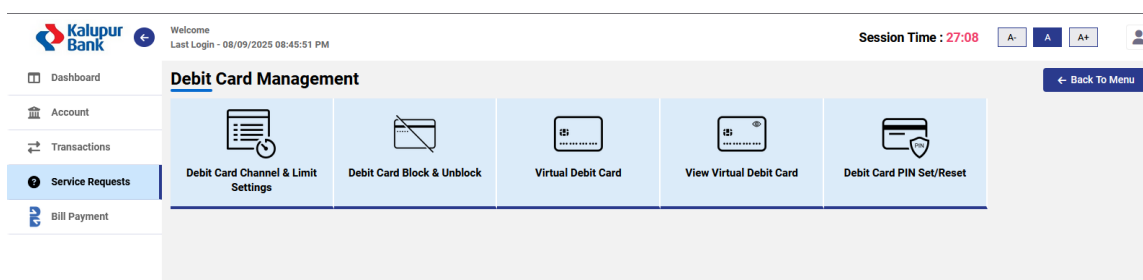 Kalupur
Bank
Welcome
Last Login - 08/09/2025 08:45:51 PM
Session Time : 27:08
A-
A
A+
Dashboard
Account
Transactions
Service Requests
Bill Payment
Debit Card Management
← Back To Menu
Debit Card Channel & Limit
Settings
Debit Card Block & Unblock
Virtual Debit Card
View Virtual Debit Card
PIN
Debit Card PIN Set/Reset